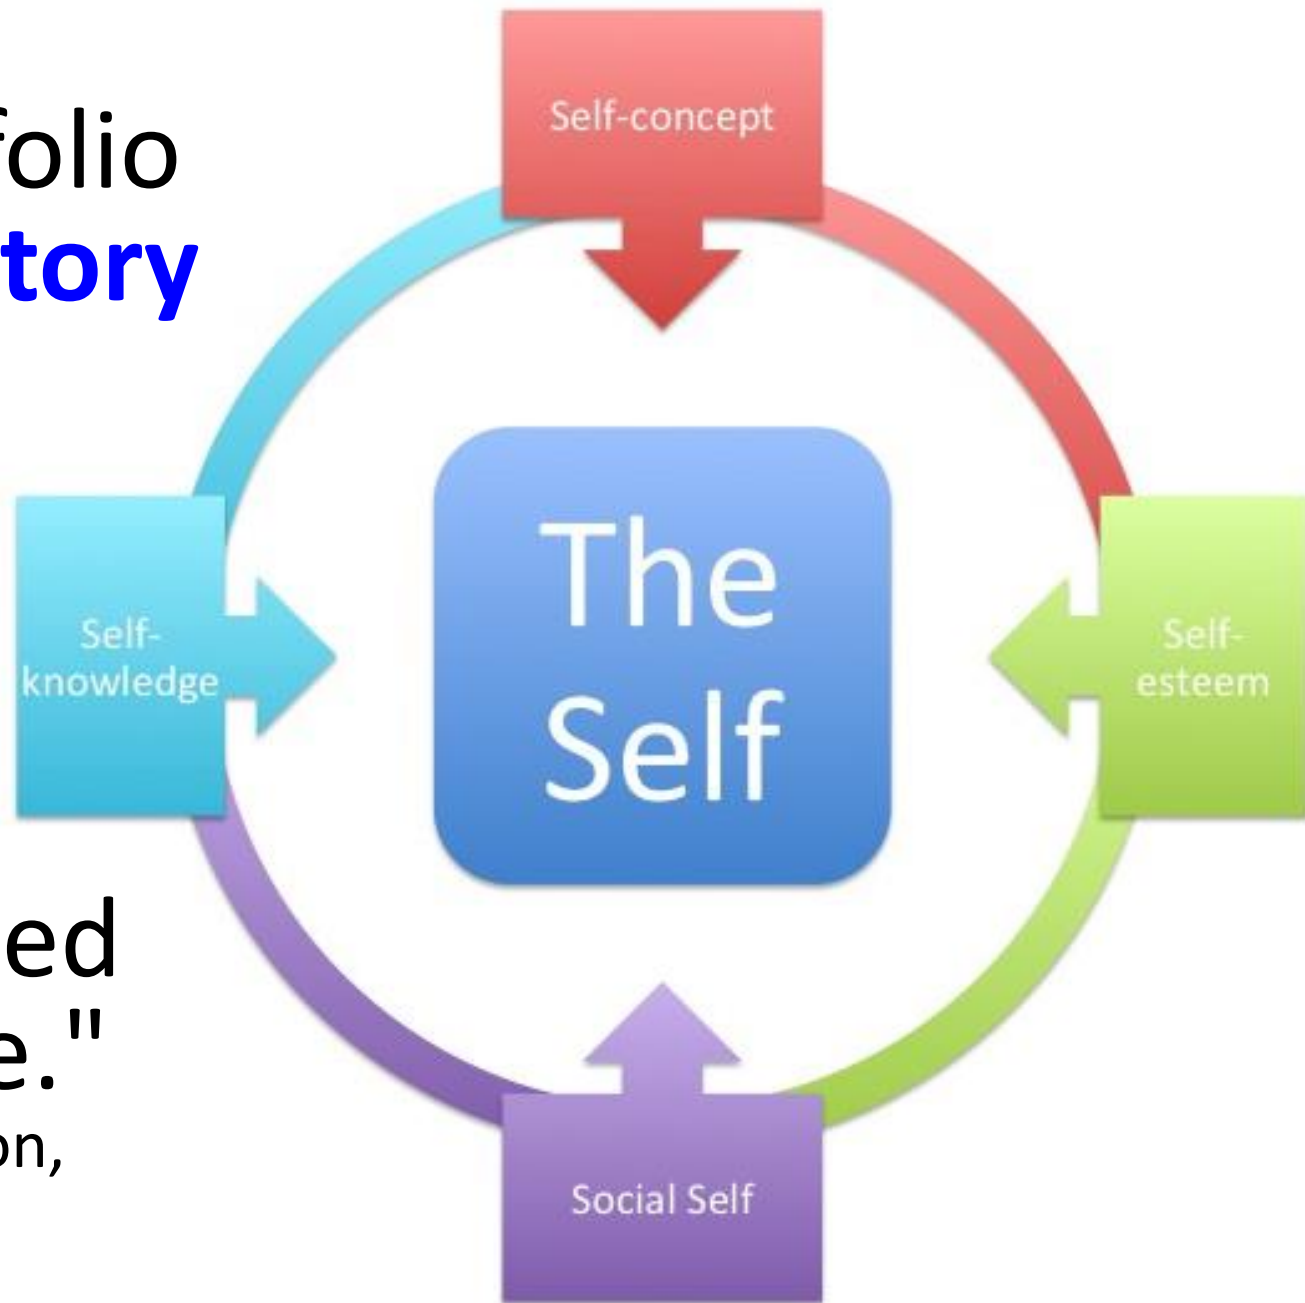 folio
tory
ed
e."
on,
Self-concept
Self-
knowledge
The
Self
Self-
esteem
Social Self